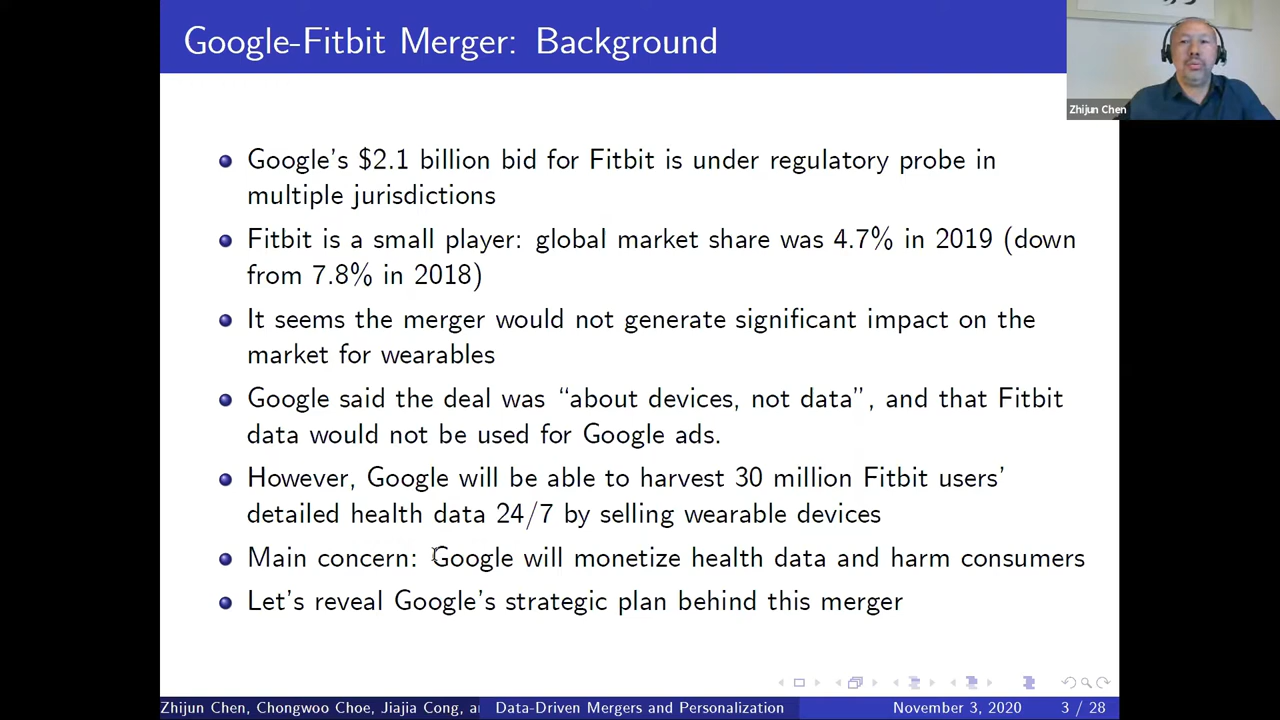 Google-Fitbit Merger: Background
Zhijun Chen
Google's $2.1 billion bid for Fitbit is under regulatory probe in
multiple jurisdictions
Fitbit is a small player: global market share was 4.7% in 2019 (down
from 7.8% in 2018)
It seems the merger would not generate significant impact on the
market for wearables
Google said the deal was “about devices, not data”, and that Fitbit
data would not be used for Google ads.
However, Google will be able to harvest 30 million Fitbit users'
detailed health data 24/7 by selling wearable devices
Main concern: Google will monetize health data and harm consumers
Let's reveal Google's strategic plan behind this merger
Zhijun Chen, Chongwoo Choe, Jiajia Cong, a
Data-Driven Mergers and Personalization
November 3, 2020
3 / 28